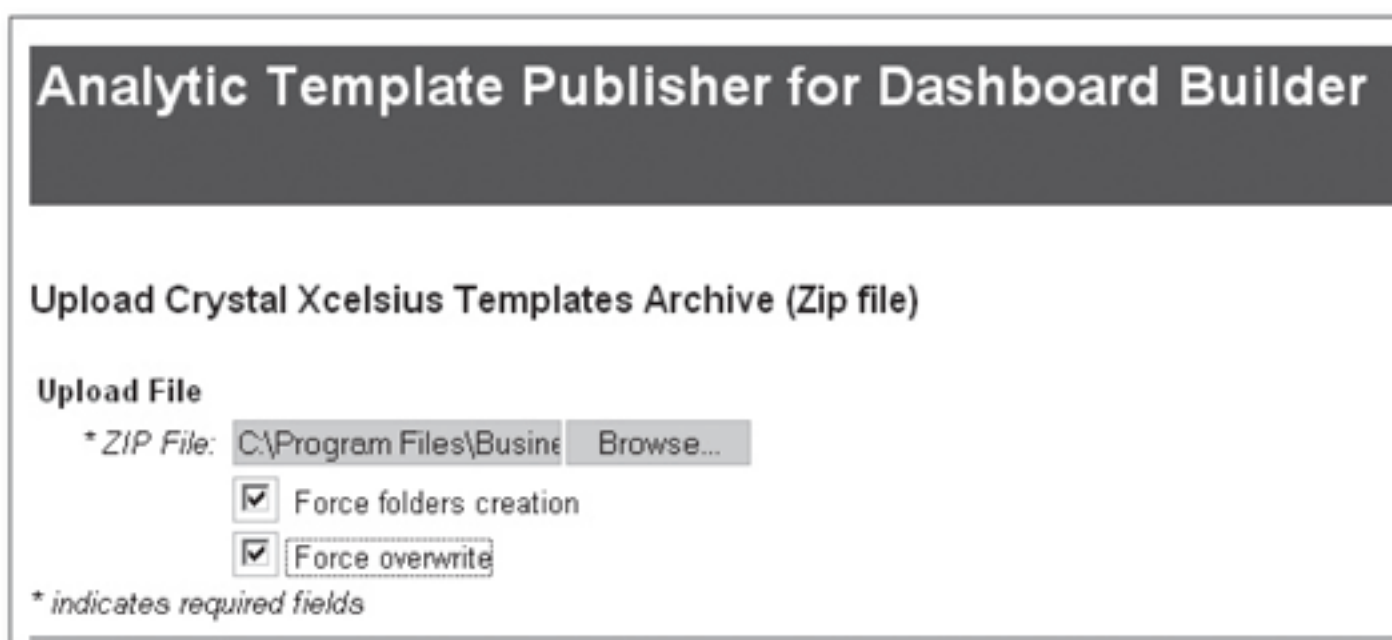 Analytic Template Publisher for Dashboard Builder
Upload Crystal Xcelsius Templates Archive (Zip file)
Upload File
* ZIP File: C:\Program Files\Busine Browse...
Force folders creation
Force overwrite
* indicates required fields